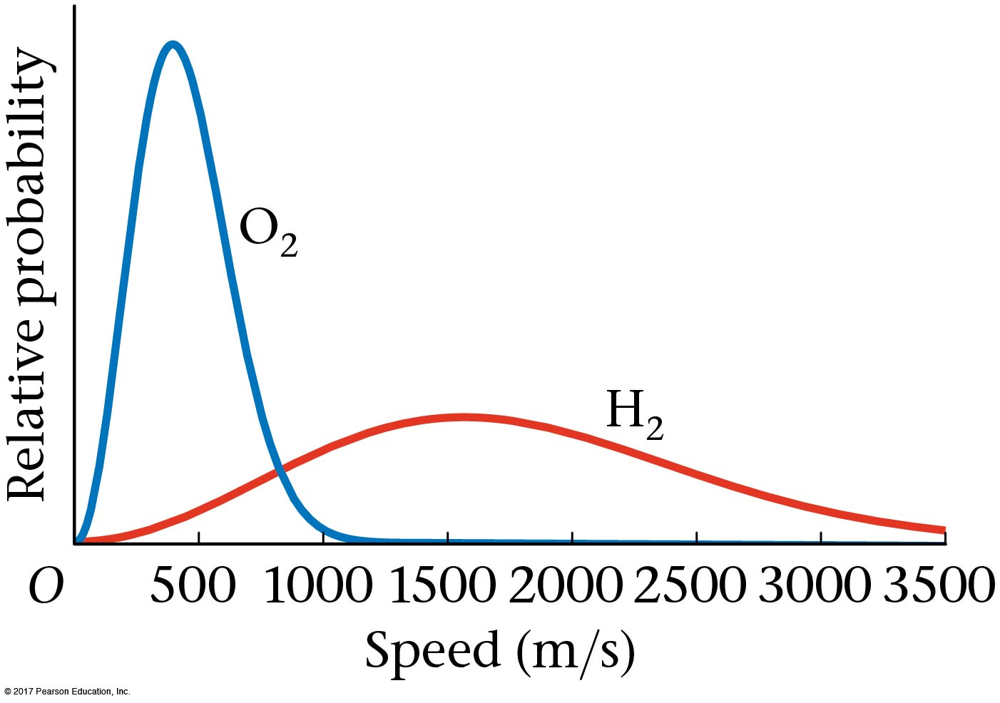 Relative probability
O₂
H₂
O 500 1000 1500 2000 2500 3000 3500
Speed (m/s)
© 2017 Pearson Education, Inc.